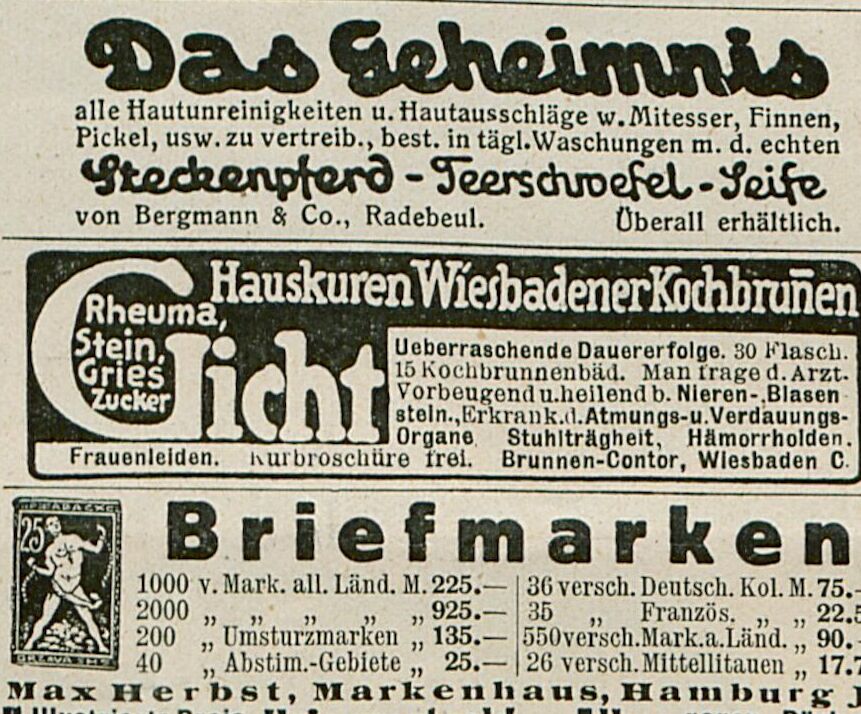 Das Geheimnis
alle Hautunreinigkeiten u. Hautausschläge w. Mitesser, Finnen,
Pickel, usw. zu vertreib., best. in tägl. Waschungen m. d. echten
Steckenpferd - Teerschwefel - Seife
von Bergmann & Co., Radebeul. Überall erhältlich.
Hauskuren Wiesbadener Kochbrunnen
Rheuma,
Stein,
Gries
Zucker
Gicht
Ueberraschende Dauererfolge. 30 Flasch.
15 Kochbrunnenbäd. Man frage d. Arzt.
Vorbeugend u. heilend b. Nieren-, Blasen
stein., Erkrank. d. Atmungs- u. Verdauungs-
Organe Stuhlträgheit, Hämorrhoiden.
Frauenleiden. Kurbroschüre frei. Brunnen-Contor, Wiesbaden C.
25
Briefmarken
1000 v. Mark. all. Länd. M. 225.—
2000 „ „ „ „ „ 925.—
200 „ Umsturzmarken „ 135.—
40 „ Abstim.-Gebiete „ 25.—
36 versch. Deutsch. Kol. M. 75.-
35 „ Französ. „ „ 22.5
550 versch. Mark. a. Länd. „ 90.-
26 versch. Mittellitauen „ 17.7
Max Herbst, Markenhaus, Hamburg